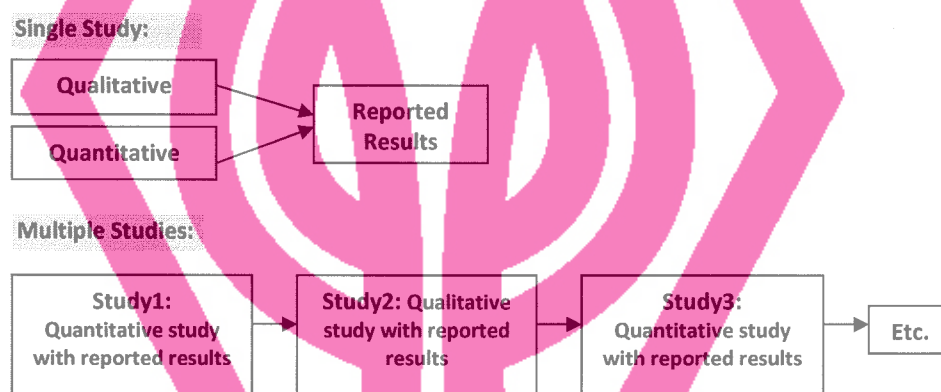 Single Study:
Qualitative
Reported
Results
Quantitative
Multiple Studies:
Study1:
Quantitative study
with reported results
Study2: Qualitative
study with reported
results
Study3:
Quantitative study
with reported results
Etc.